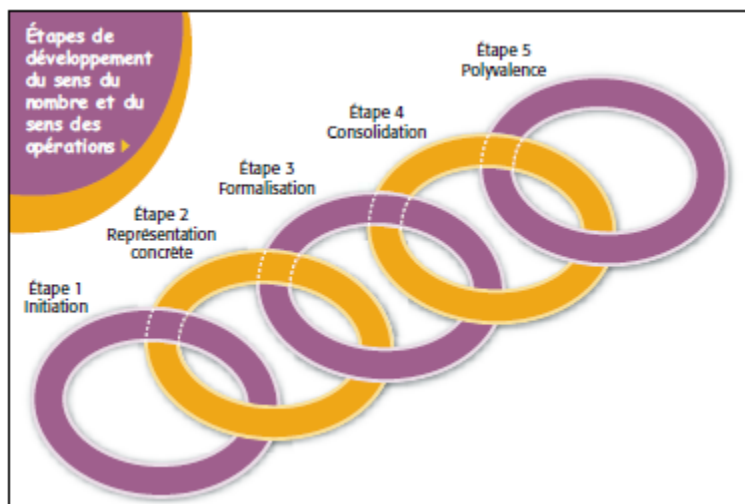 Étapes de
développement
du sens du
nombre et du
sens des
opérations
Étape 1
Initiation
Étape 2
Représentation
concrète
Étape 3
Formalisation
Étape 4
Consolidation
Étape 5
Polyvalence